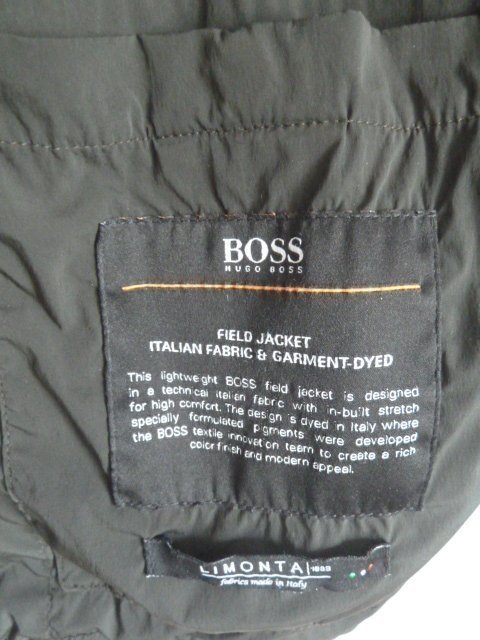 BOSS
HUGO BOSS
FIELD JACKET
ITALIAN FABRIC & GARMENT-DYED
This lightweight BOSS field jacket is designed
in a technical italian fabric with in-built stretch
for high comfort. The design is dyed in Italy where
specially formulated pigments were developed
the BOSS textile innovation team to create a rich
color finish and modern appeal.
LIMONTA | 1893
fabrics made in Italy